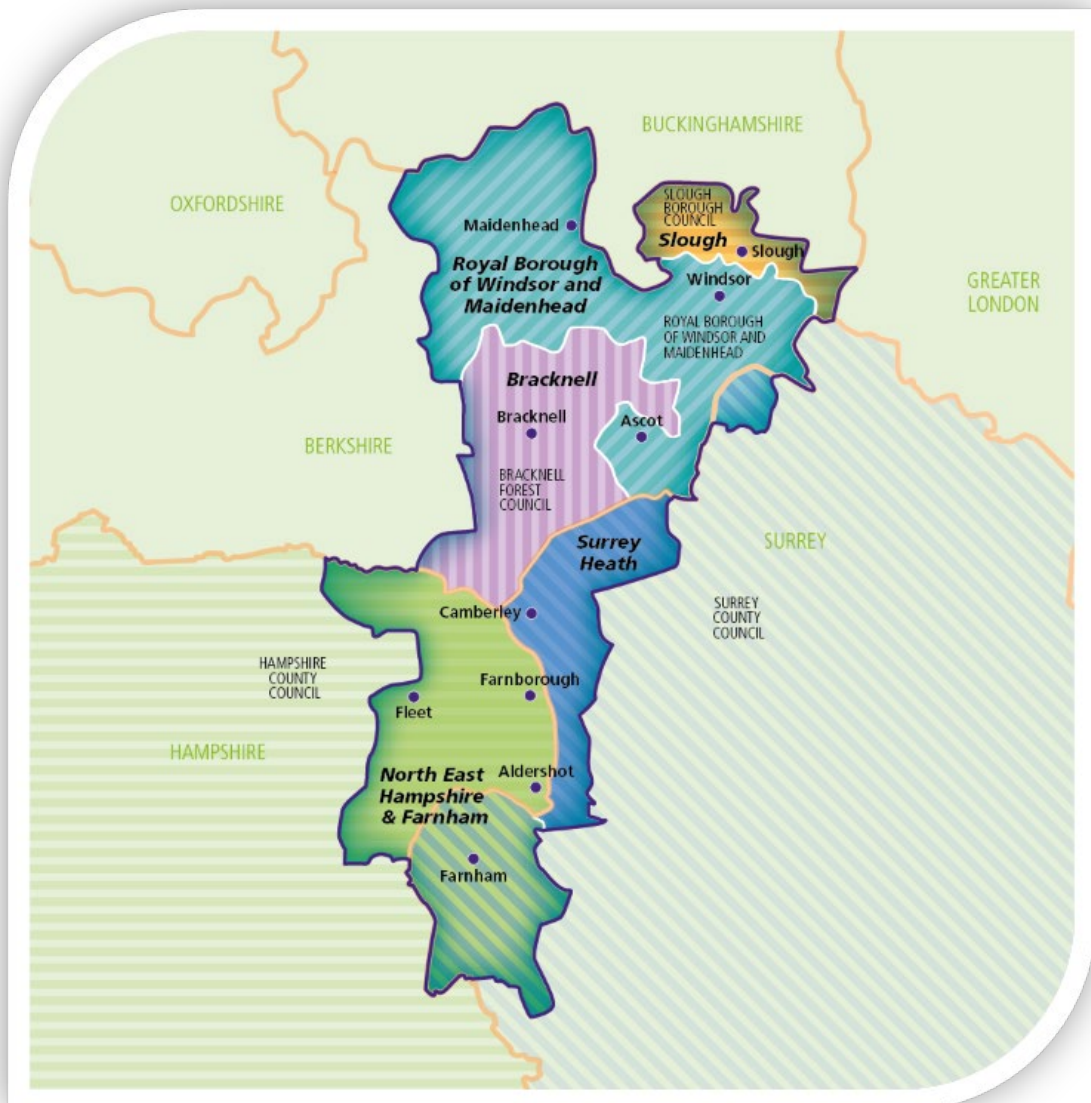 BUCKINGHAMSHIRE
OXFORDSHIRE
SLOUGH
BOROUGH
COUNCIL
Slough
Slough
Maidenhead
Royal Borough
of Windsor and
Maidenhead
Windsor
GREATER
LONDON
ROYAL BOROUGH
OF WINDSOR AND
MAIDENHEAD
Bracknell
Bracknell
Ascot
BERKSHIRE
BRACKNELL
FOREST
COUNCIL
Surrey
Heath
SURREY
Camberley
SURREY
COUNTY
COUNCIL
HAMPSHIRE
COUNTY
COUNCIL
Farnborough
Fleet
HAMPSHIRE
Aldershot
North East
Hampshire
& Farnham
Farnham